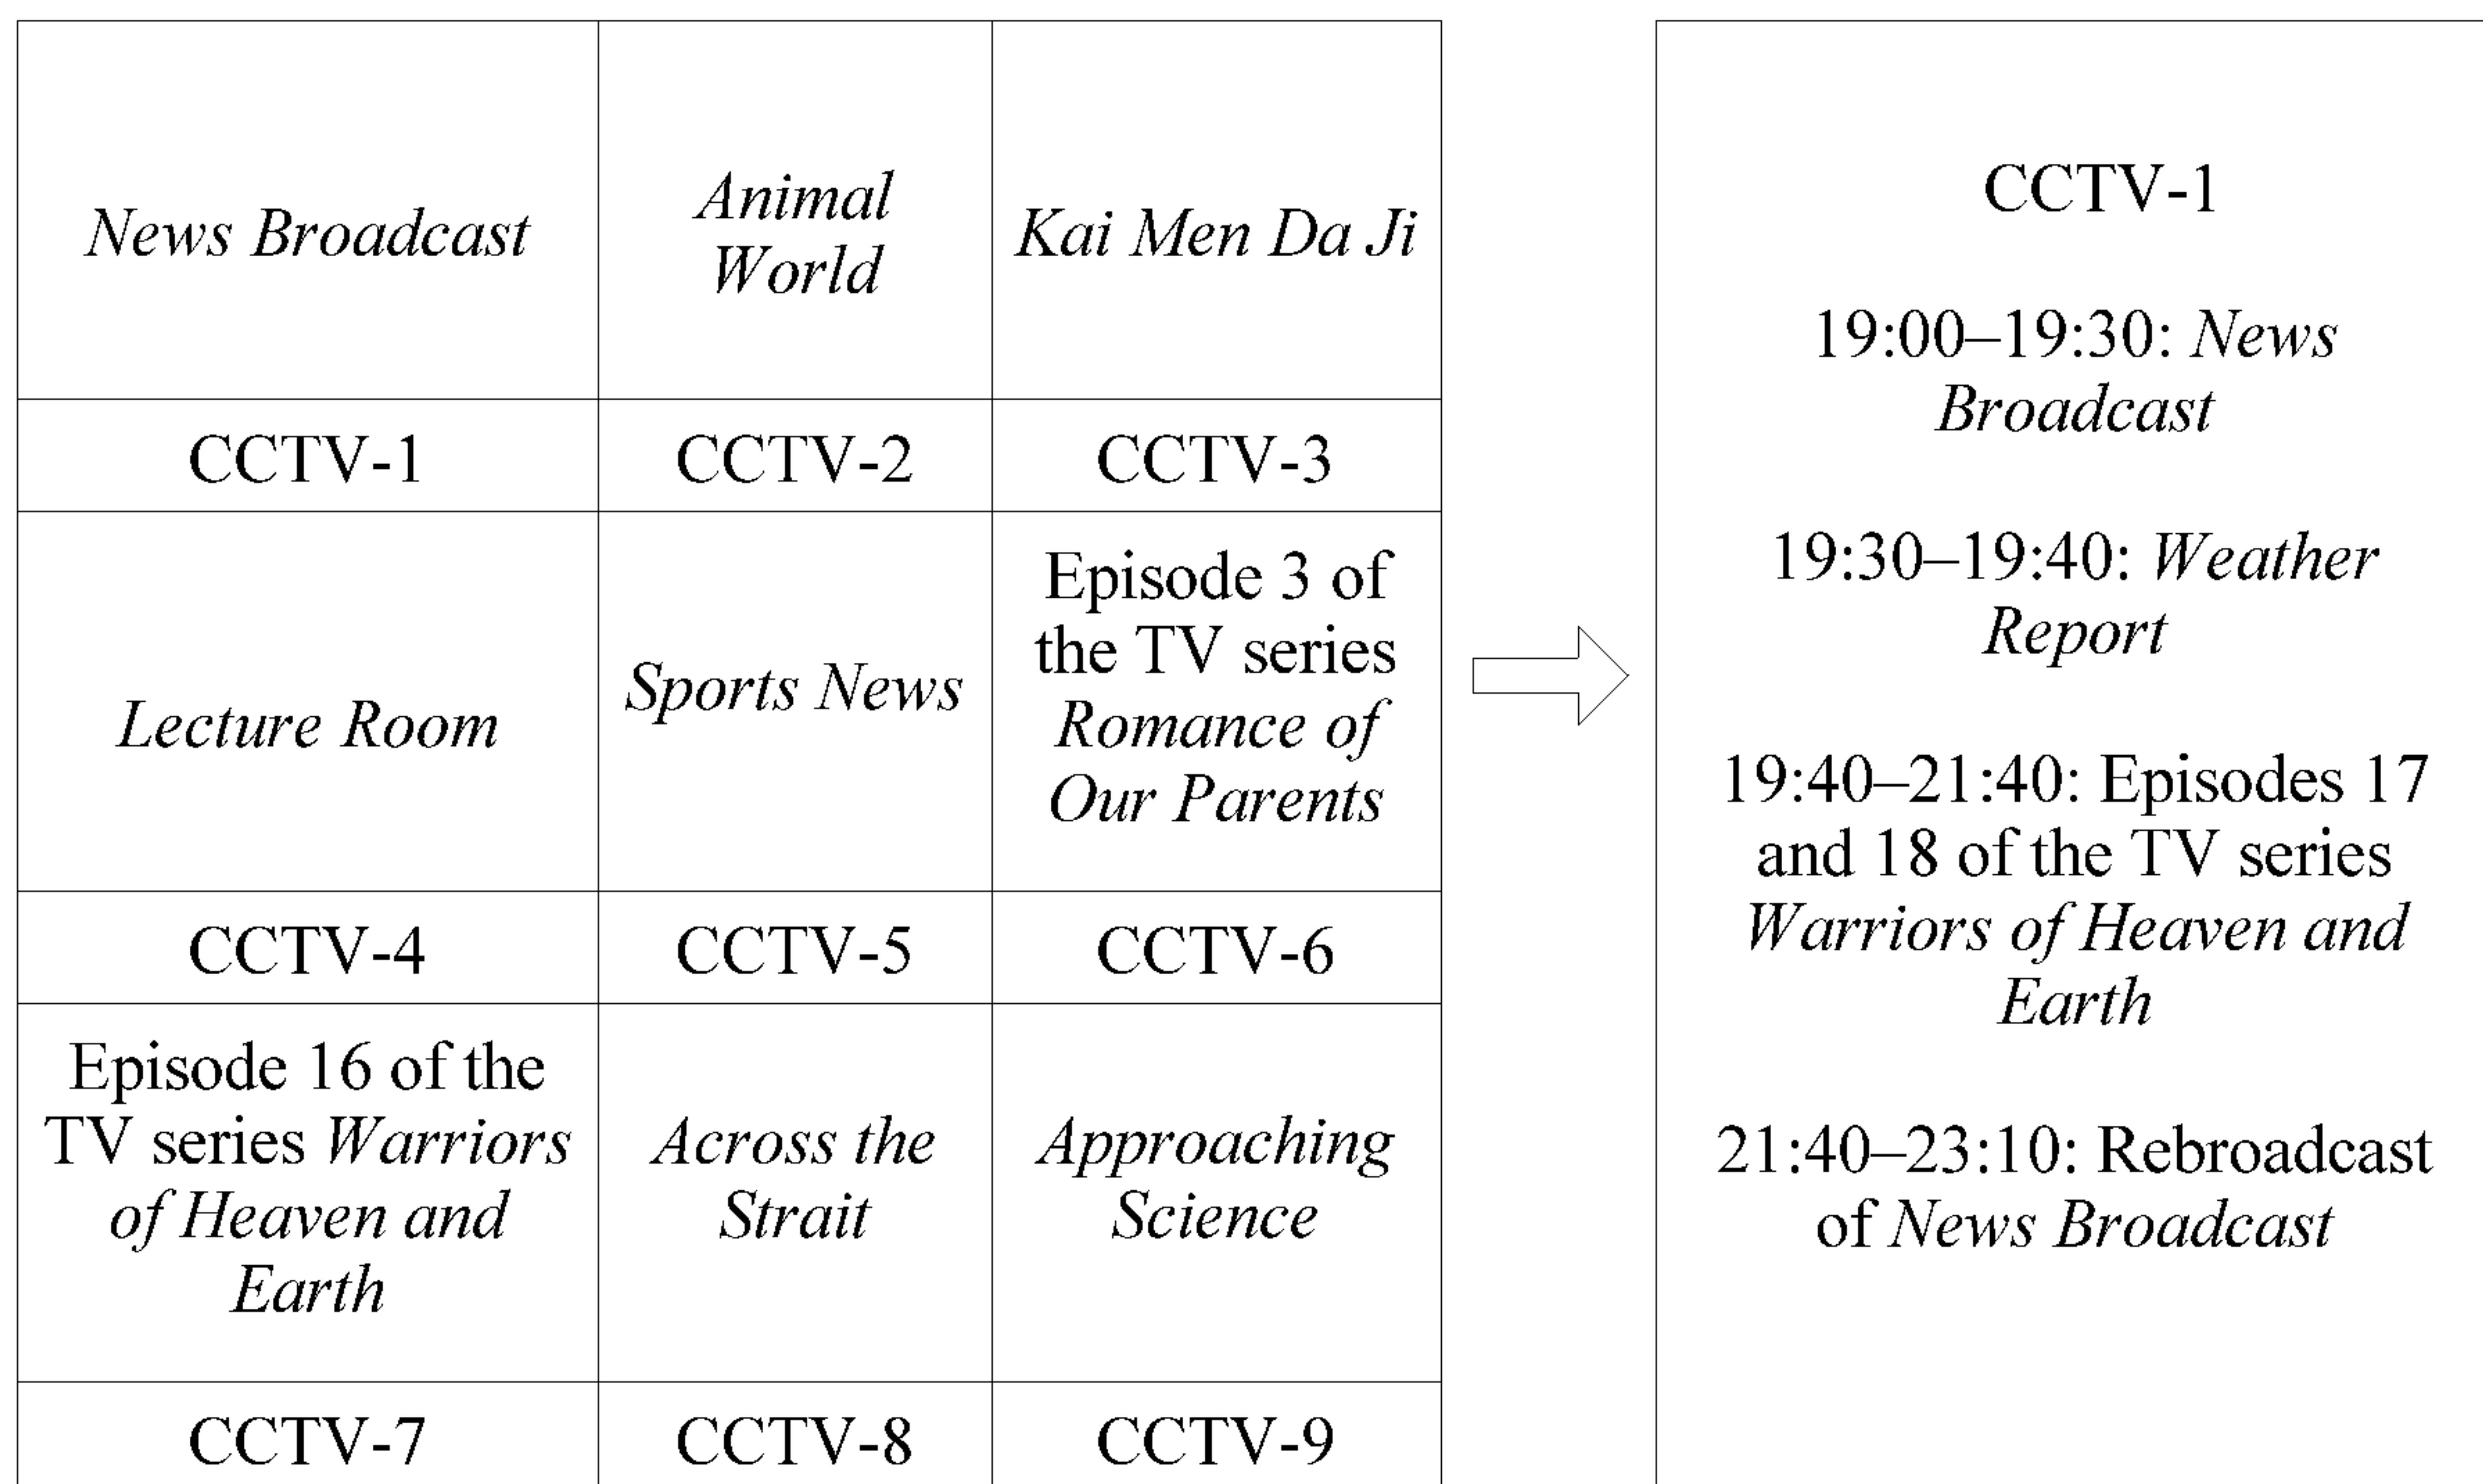 News Broadcast
Animal
World
Kai Men Da Ji
CCTV-1
CCTV-2
CCTV-3
Lecture Room
Sports News
Episode 3 of
the TV series
Romance of
Our Parents
CCTV-4
CCTV-5
CCTV-6
Episode 16 of the
TV series Warriors
of Heaven and
Earth
Across the
Strait
Approaching
Science
CCTV-7
CCTV-8
CCTV-9
CCTV-1
19:00–19:30: News
Broadcast
19:30–19:40: Weather
Report
19:40–21:40: Episodes 17
and 18 of the TV series
Warriors of Heaven and
Earth
21:40–23:10: Rebroadcast
of News Broadcast